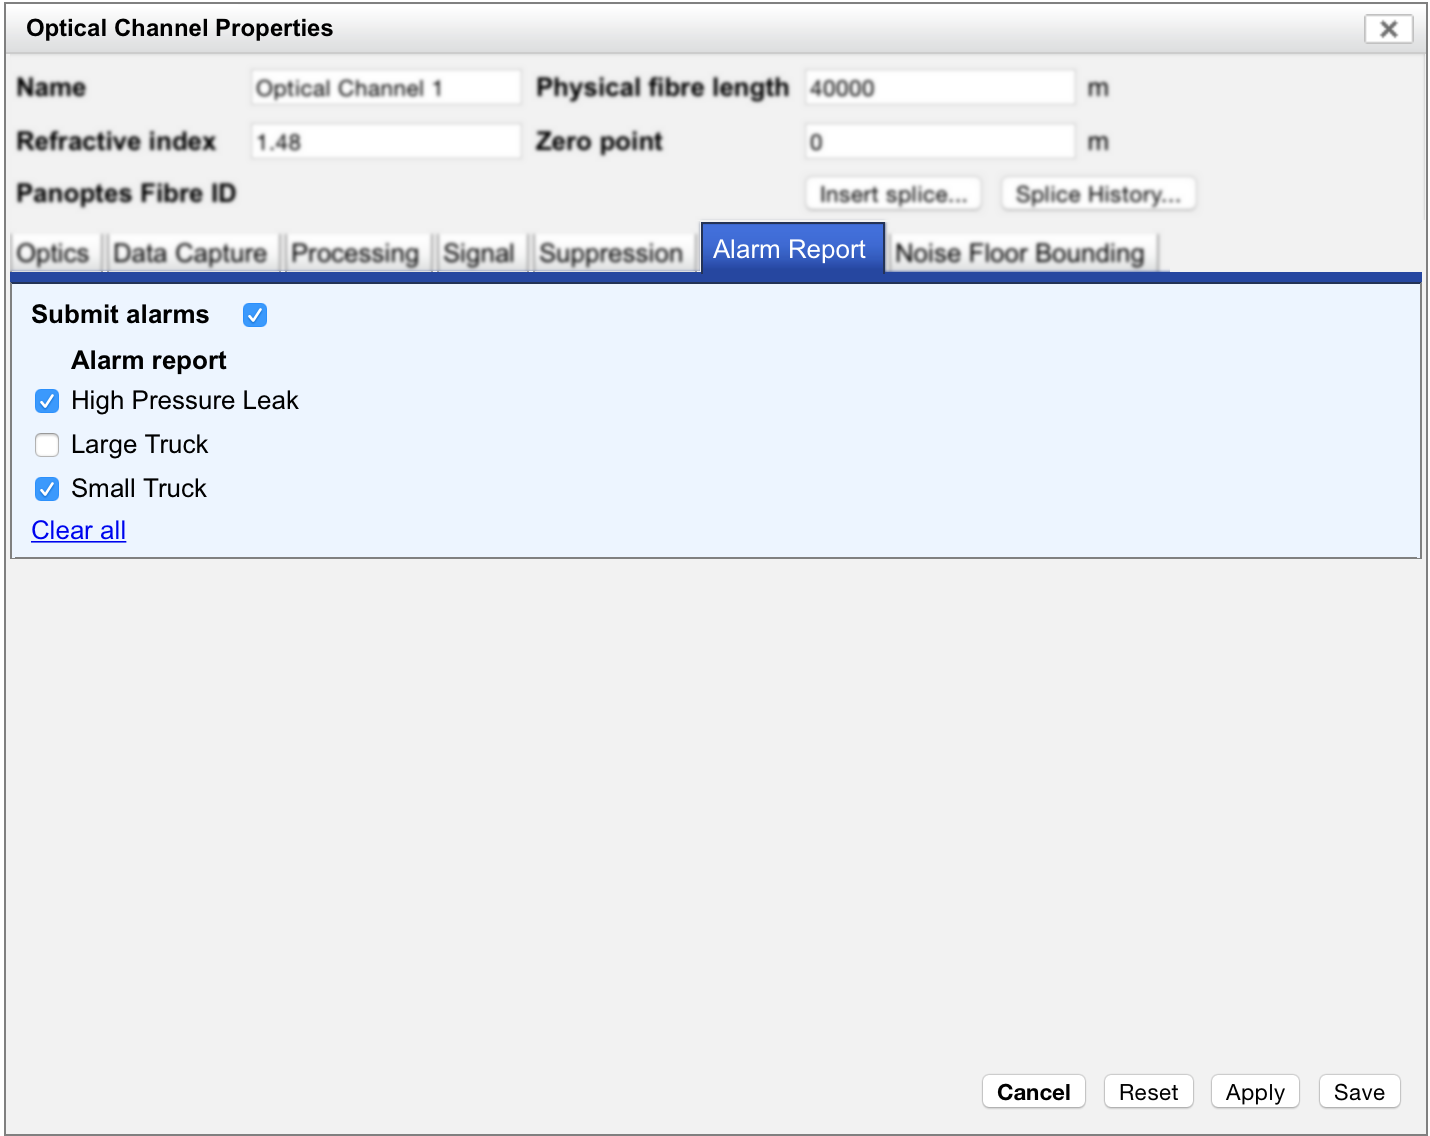 Optical Channel Properties
Name Optical Channel 1 Physical fibre length 40000 m
Refractive index 1.48 Zero point 0 m
Panoptes Fibre ID Insert splice... Splice History...
Optics Data Capture Processing Signal Suppression Alarm Report Noise Floor Bounding
Submit alarms
Alarm report
High Pressure Leak
Large Truck
Small Truck
Clear all
Cancel Reset Apply Save